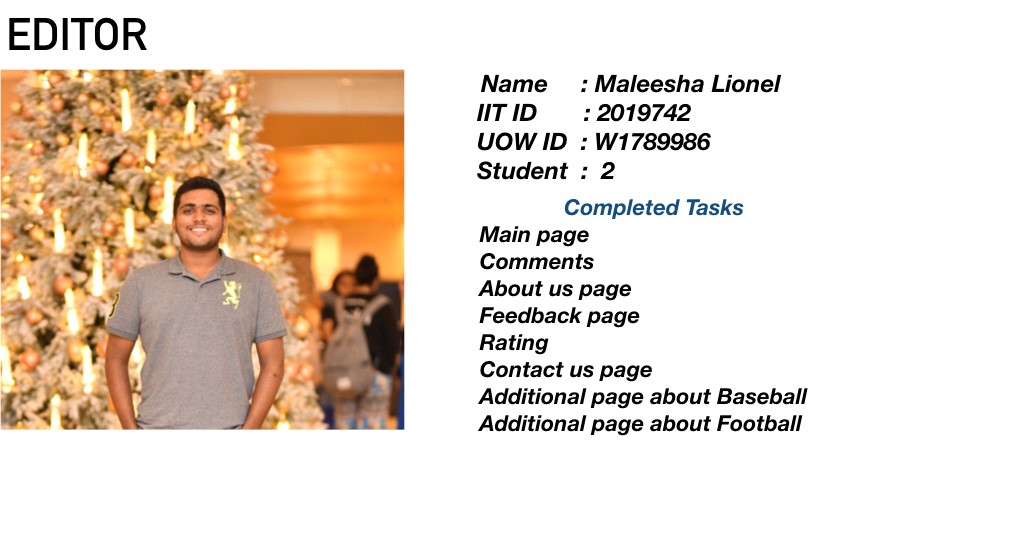 EDITOR
Name : Maleesha Lionel
IIT ID : 2019742
UOW ID : W1789986
Student : 2
Completed Tasks
Main page
Comments
About us page
Feedback page
Rating
Contact us page
Additional page about Baseball
Additional page about Football